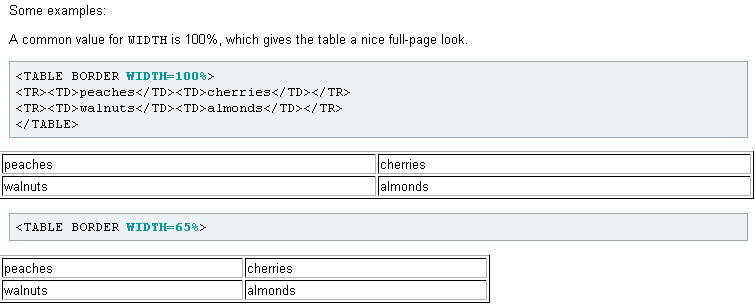 Some examples:
A common value for WIDTH is 100%, which gives the table a nice full-page look.
<TABLE BORDER WIDTH=100%>
<TR><TD>peaches</TD><TD>cherries</TD></TR>
<TR><TD>walnuts</TD><TD>almonds</TD></TR>
</TABLE>
peaches cherries
walnuts almonds
<TABLE BORDER WIDTH=65%>
peaches cherries
walnuts almonds